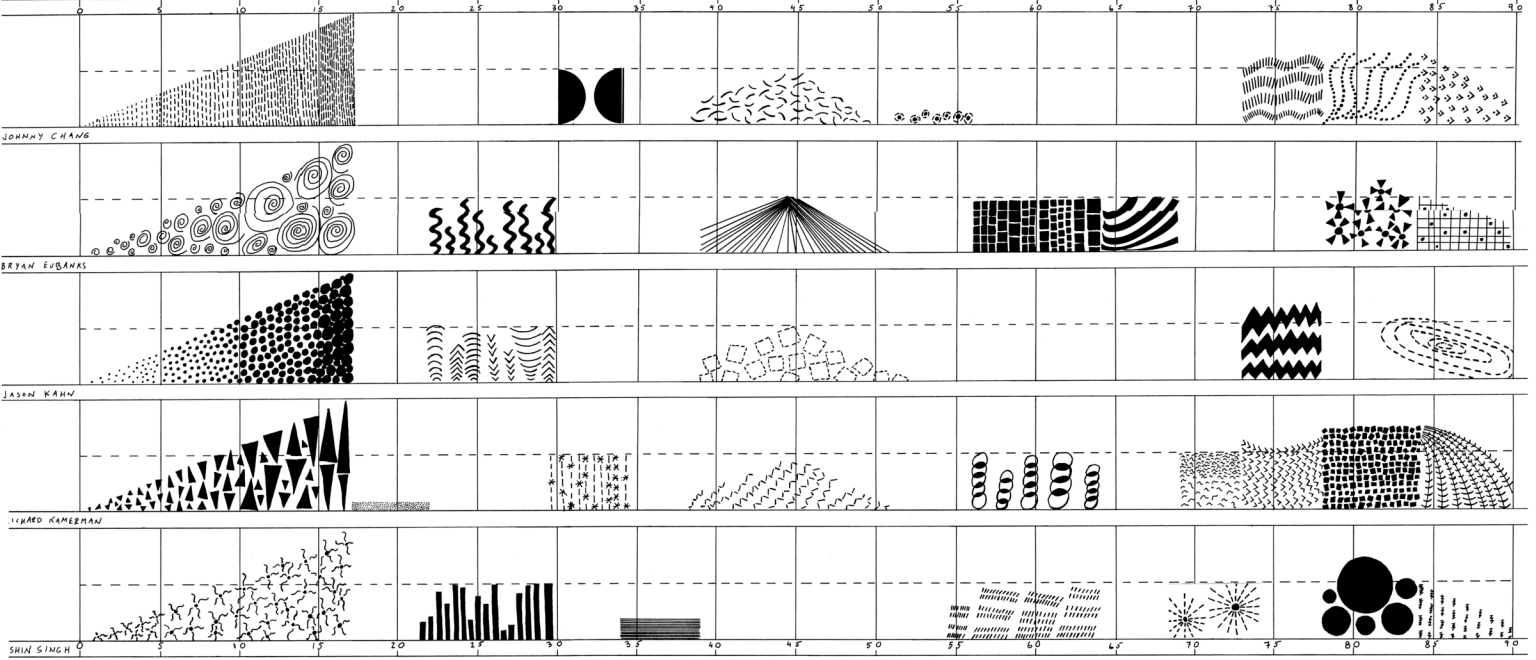 0 5 10 15 20 25 30 35 40 45 50 55 60 65 70 75 80 85 90
JOHNNY CHANG
BRYAN EUBANKS
JASON KAHN
RICHARD KAMERMAN
SHIN SINGH 0 5 10 15 20 25 30 35 40 45 50 55 60 65 70 75 80 85 90